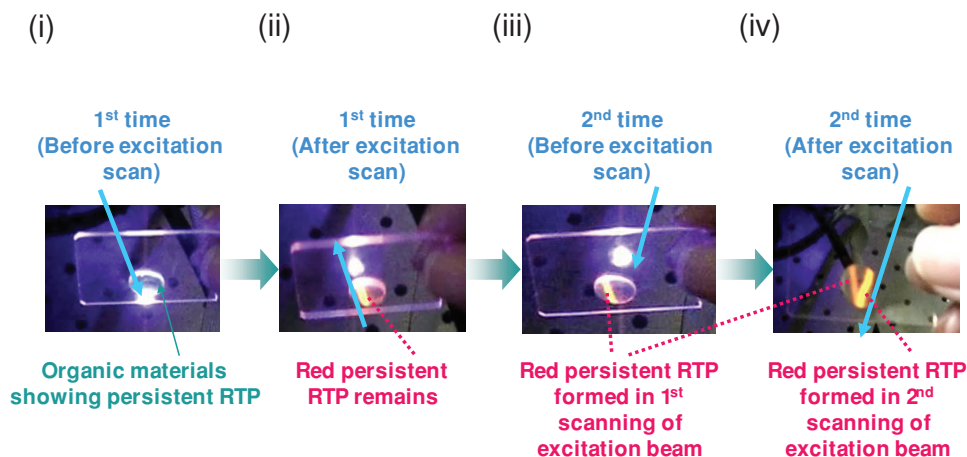 (i)
(ii)
(iii)
(iv)
1st time
(Before excitation
scan)
1st time
(After excitation
scan)
2nd time
(Before excitation
scan)
2nd time
(After excitation
scan)
Organic materials
showing persistent RTP
Red persistent
RTP remains
Red persistent RTP
formed in 1st
scanning of
excitation beam
Red persistent RTP
formed in 2nd
scanning of
excitation beam